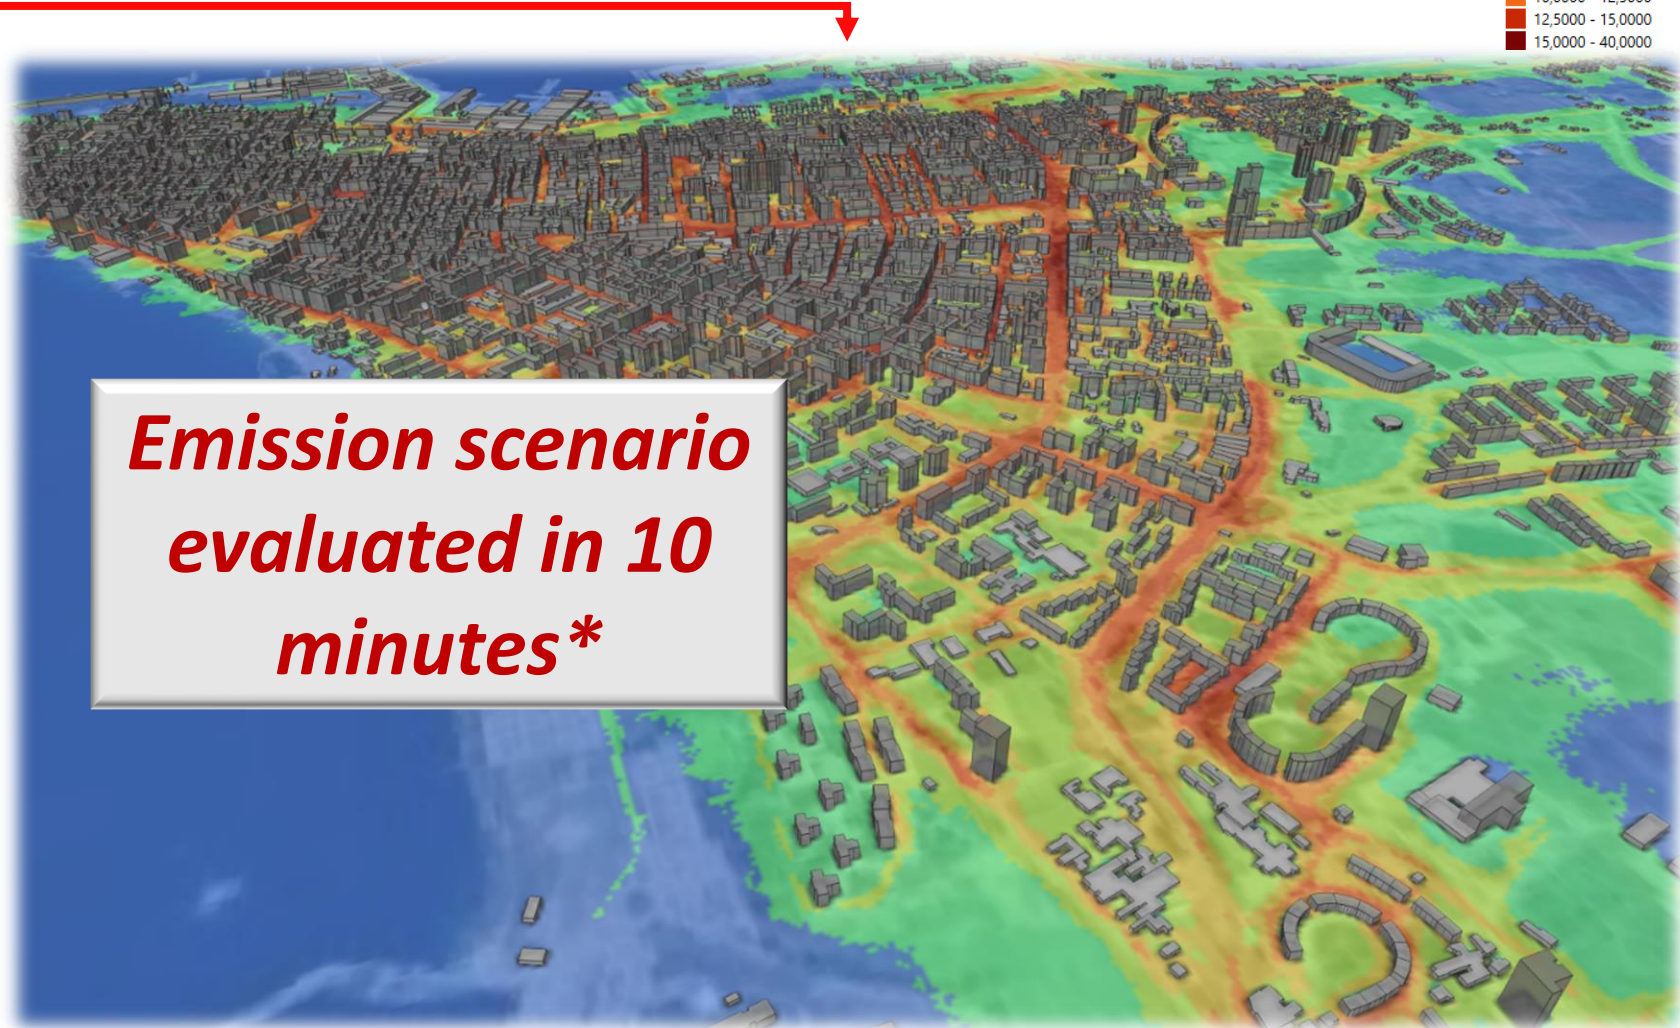 12,5000 - 15,0000
15,0000 - 40,0000
Emission scenario
evaluated in 10
minutes*